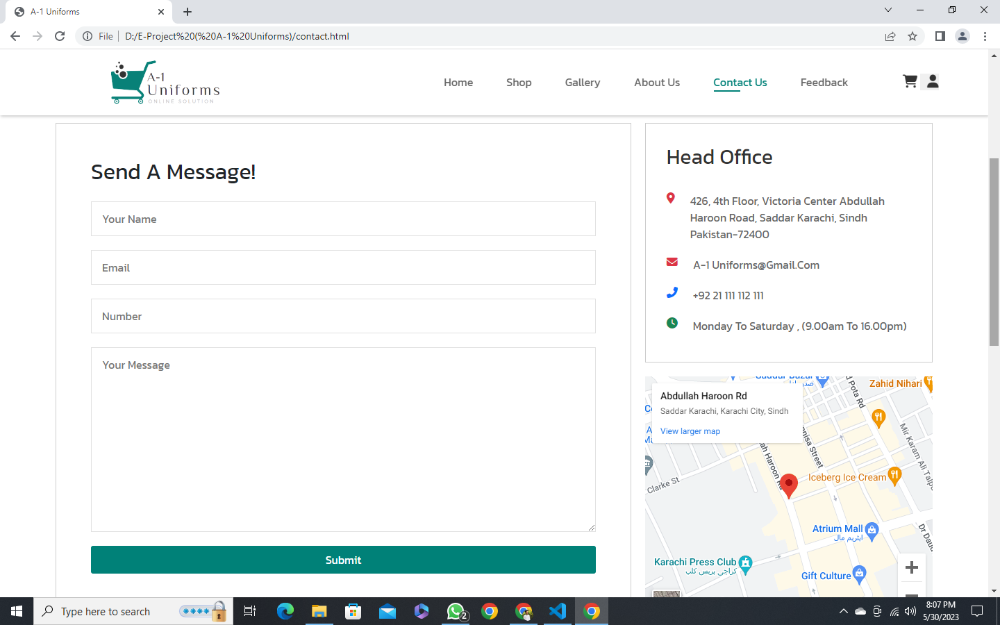 A-1 Uniforms
File
D:/E-Project%20(%20A-1%20Uniforms)/contact.html
A-1
Uniforms
ONLINE SOLUTION
Home
Shop
Gallery
About Us
Contact Us
Feedback
Send A Message!
Your Name
Email
Number
Your Message
Submit
Head Office
426, 4th Floor, Victoria Center Abdullah
Haroon Road, Saddar Karachi, Sindh
Pakistan-72400
A-1 Uniforms@Gmail.Com
+92 21 111 112 111
Monday To Saturday , (9.00am To 16.00pm)
Abdullah Haroon Rd
Saddar Karachi, Karachi City, Sindh
View larger map
Zahid Nihari
Pota Rd
Street
Haroon
Mir Karam Ali
Clarke St
Iceberg Ice Cream
Atrium Mall
ایٹریم مال
Karachi Press Club
کراچی پریس کلب
Gift Culture
Type here to search
2
8:07 PM
5/30/2023